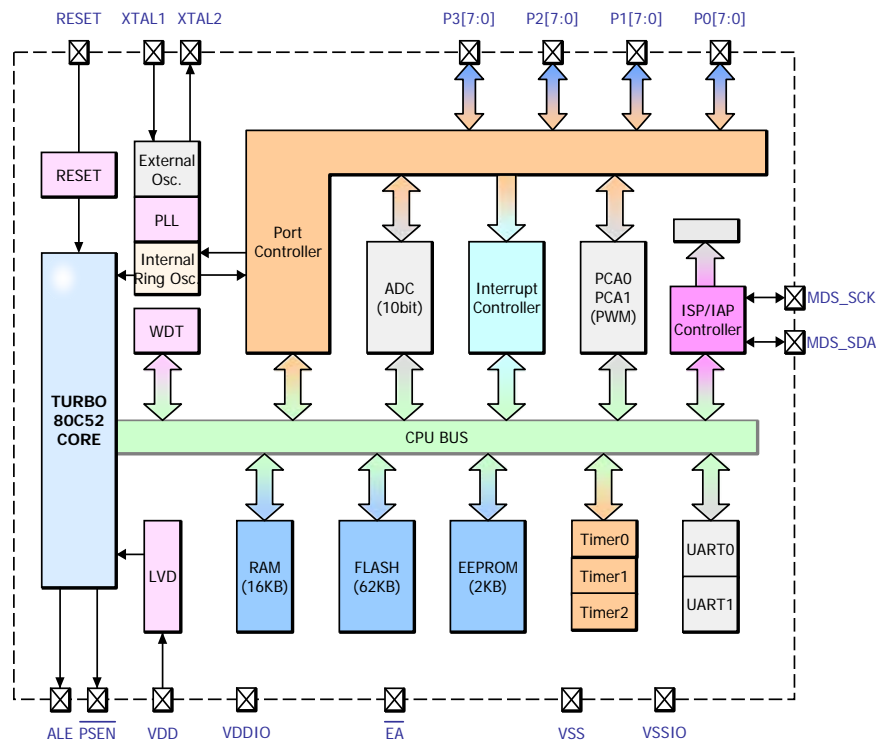 RESET
XTAL1
XTAL2
P3[7:0]
P2[7:0]
P1[7:0]
P0[7:0]
RESET
External
Osc.
PLL
Internal
Ring Osc.
WDT
Port
Controller
ADC
(10bit)
Interrupt
Controller
PCA0
PCA1
(PWM)
ISP/IAP
Controller
MDS_SCK
MDS_SDA
TURBO
80C52
CORE
CPU BUS
LVD
RAM
(16KB)
FLASH
(62KB)
EEPROM
(2KB)
Timer0
Timer1
Timer2
UART0
UART1
ALE
PSEN
VDD
VDDIO
EA
VSS
VSSIO